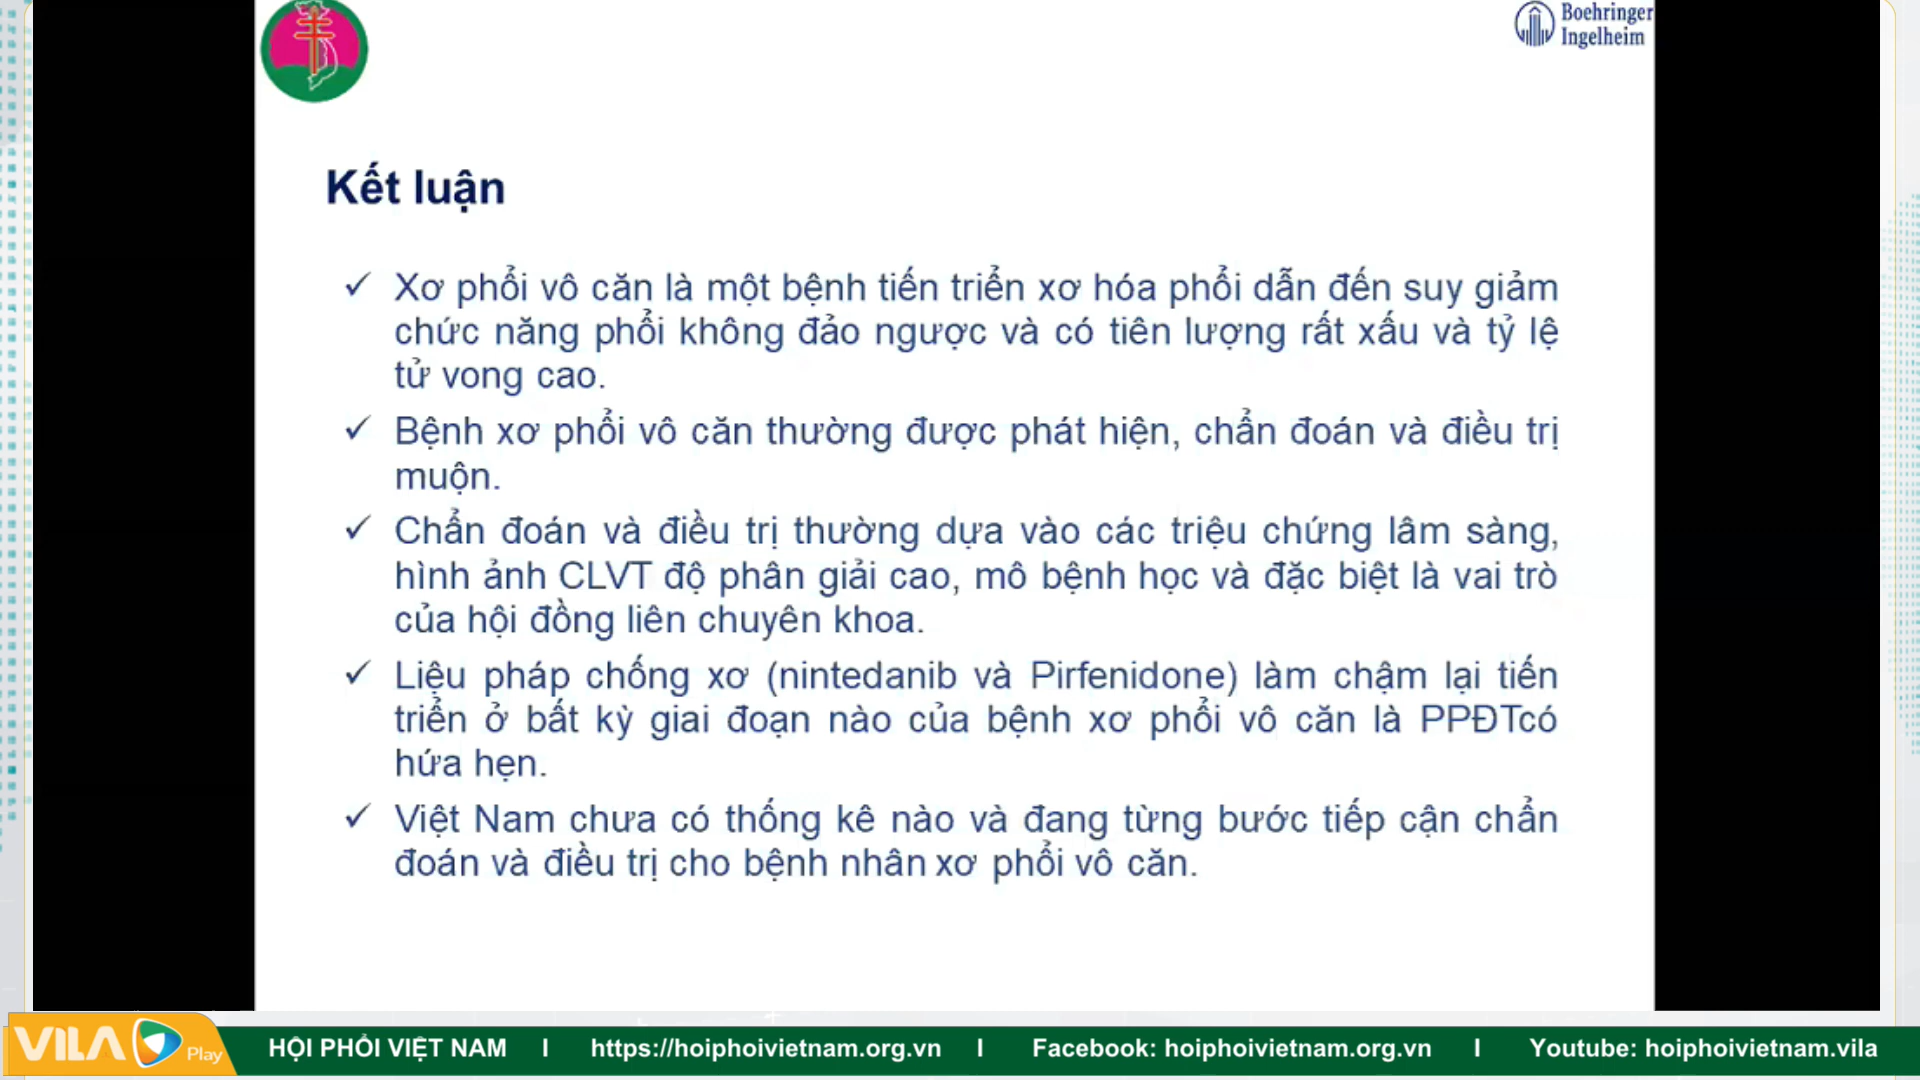 Boehringer
Ingelheim
Kết luận
✓ Xơ phổi vô căn là một bệnh tiến triển xơ hóa phổi dẫn đến suy giảm
chức năng phổi không đảo ngược và có tiên lượng rất xấu và tỷ lệ
tử vong cao.
✓ Bệnh xơ phổi vô căn thường được phát hiện, chẩn đoán và điều trị
muộn.
✓ Chẩn đoán và điều trị thường dựa vào các triệu chứng lâm sàng,
hình ảnh CLVT độ phân giải cao, mô bệnh học và đặc biệt là vai trò
của hội đồng liên chuyên khoa.
✓ Liệu pháp chống xơ (nintedanib và Pirfenidone) làm chậm lại tiến
triển ở bất kỳ giai đoạn nào của bệnh xơ phổi vô căn là PPĐTcó
hứa hẹn.
✓ Việt Nam chưa có thống kê nào và đang từng bước tiếp cận chẩn
đoán và điều trị cho bệnh nhân xơ phổi vô căn.
VILA Play HỘI PHỔI VIỆT NAM I https://hoiphoivietnam.org.vn I Facebook: hoiphoivietnam.org.vn I Youtube: hoiphoivietnam.vila